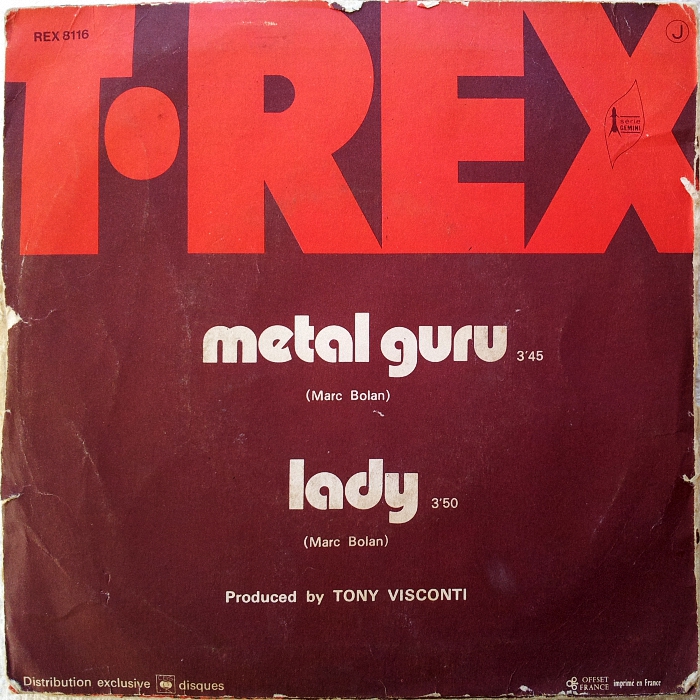 REX 8116
J
T·REX
série
GEMINI
metal guru 3'45
(Marc Bolan)
lady 3'50
(Marc Bolan)
Produced by TONY VISCONTI
Distribution exclusive CBS disques
OFFSET
FRANCE imprimé en France